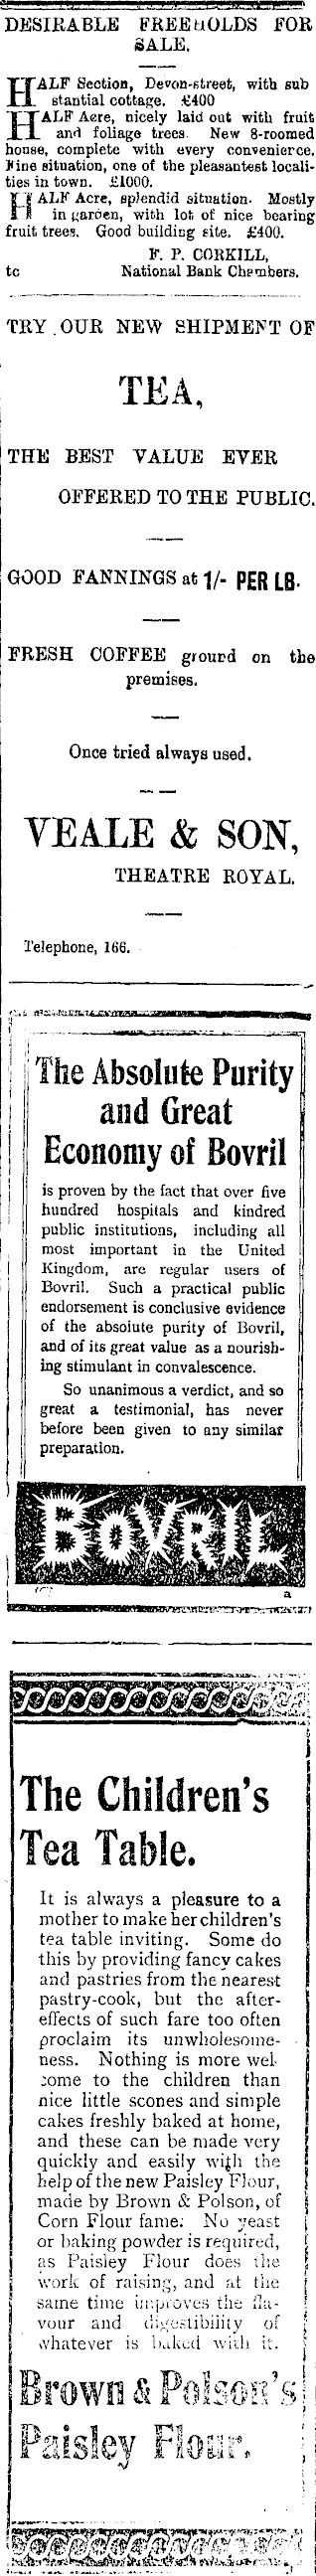 DESIRABLE FREEHOLDS FOR
SALE.
HALF Section, Devon-street, with sub
stantial cottage. £400
HALF Acre, nicely laid out with fruit
and foliage trees. New 8-roomed
house, complete with every convenience.
Fine situation, one of the pleasantest locali-
ties in town. £1000.
HALF Acre, splendid situation. Mostly
in garden, with lot of nice bearing
fruit trees. Good building site. £400.
F. P. CORKILL,
tc National Bank Chambers.
TRY OUR NEW SHIPMENT OF
TEA,
THE BEST VALUE EVER
OFFERED TO THE PUBLIC.
GOOD FANNINGS at 1/- PER LB.
FRESH COFFEE ground on the
premises.
Once tried always used.
VEALE & SON,
THEATRE ROYAL.
Telephone, 166.
The Absolute Purity
and Great
Economy of Bovril
is proven by the fact that over five
hundred hospitals and kindred
public institutions, including all
most important in the United
Kingdom, are regular users of
Bovril. Such a practical public
endorsement is conclusive evidence
of the absolute purity of Bovril,
and of its great value as a nourish-
ing stimulant in convalescence.
So unanimous a verdict, and so
great a testimonial, has never
before been given to any similar
preparation.
BOVRIL
a
The Children's
Tea Table.
It is always a pleasure to a
mother to make her children's
tea table inviting. Some do
this by providing fancy cakes
and pastries from the nearest
pastry-cook, but the after-
effects of such fare too often
proclaim its unwholesome-
ness. Nothing is more wel-
come to the children than
nice little scones and simple
cakes freshly baked at home,
and these can be made very
quickly and easily with the
help of the new Paisley Flour,
made by Brown & Polson, of
Corn Flour fame. No yeast
or baking powder is required,
as Paisley Flour does the
work of raising, and at the
same time improves the fla-
vour and digestibility of
whatever is baked with it.
Brown & Polson's
Paisley Flour.